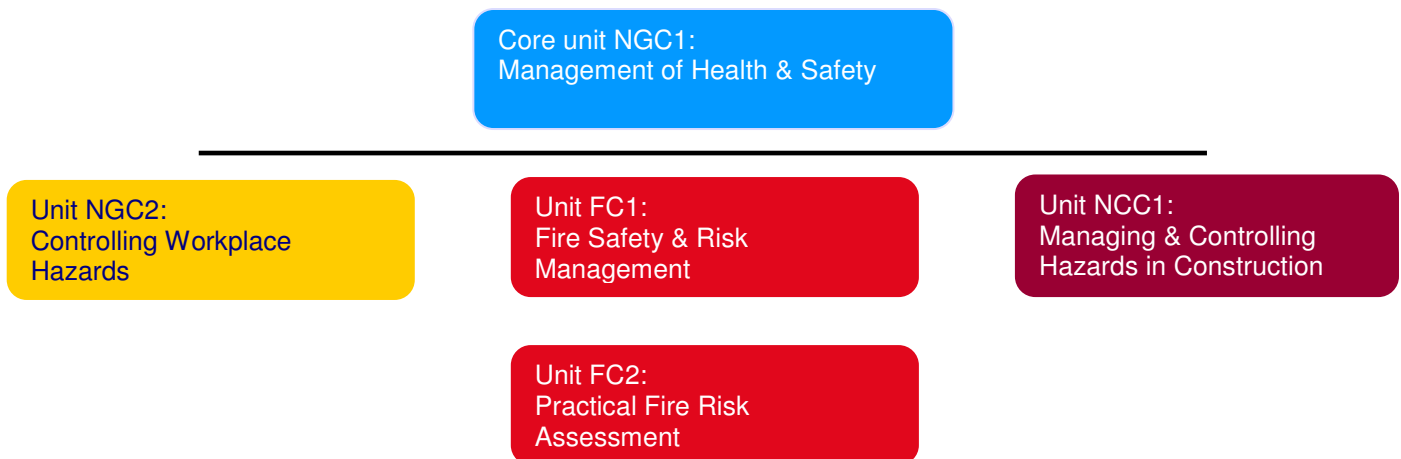 Core unit NGC1:
Management of Health & Safety
Unit NGC2:
Controlling Workplace
Hazards
Unit FC1:
Fire Safety & Risk
Management
Unit NCC1:
Managing & Controlling
Hazards in Construction
Unit FC2:
Practical Fire Risk
Assessment